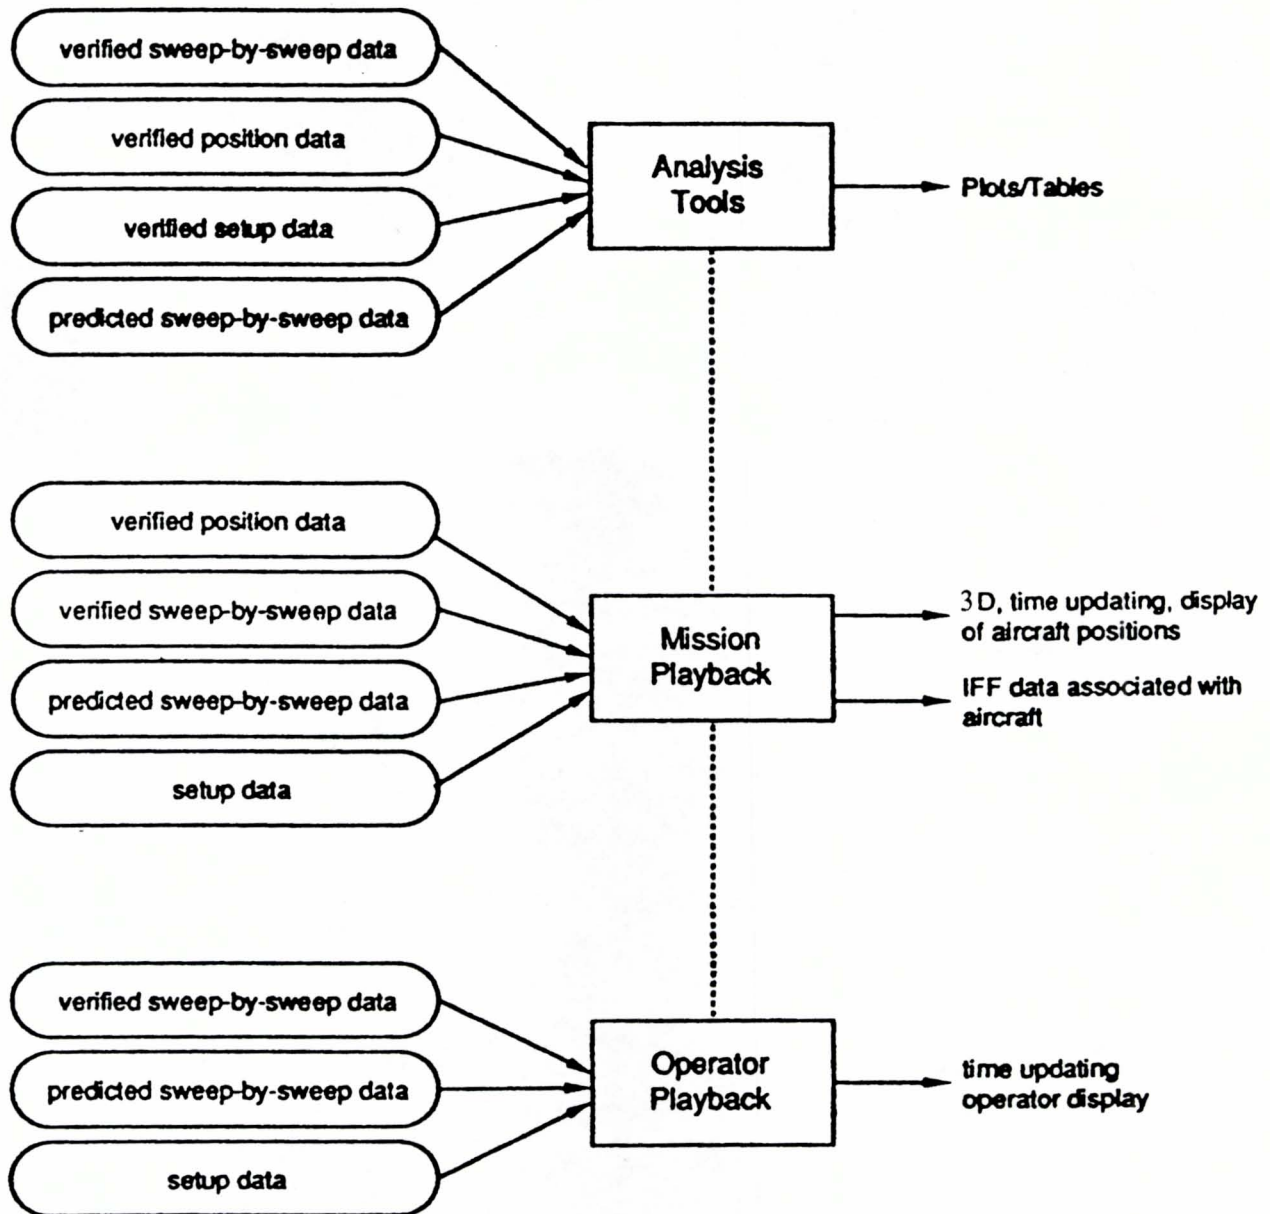 verified sweep-by-sweep data
verified position data
verified setup data
predicted sweep-by-sweep data
Analysis
Tools
Plots/Tables
verified position data
verified sweep-by-sweep data
predicted sweep-by-sweep data
setup data
Mission
Playback
3D, time updating, display
of aircraft positions
IFF data associated with
aircraft
verified sweep-by-sweep data
predicted sweep-by-sweep data
setup data
Operator
Playback
time updating
operator display